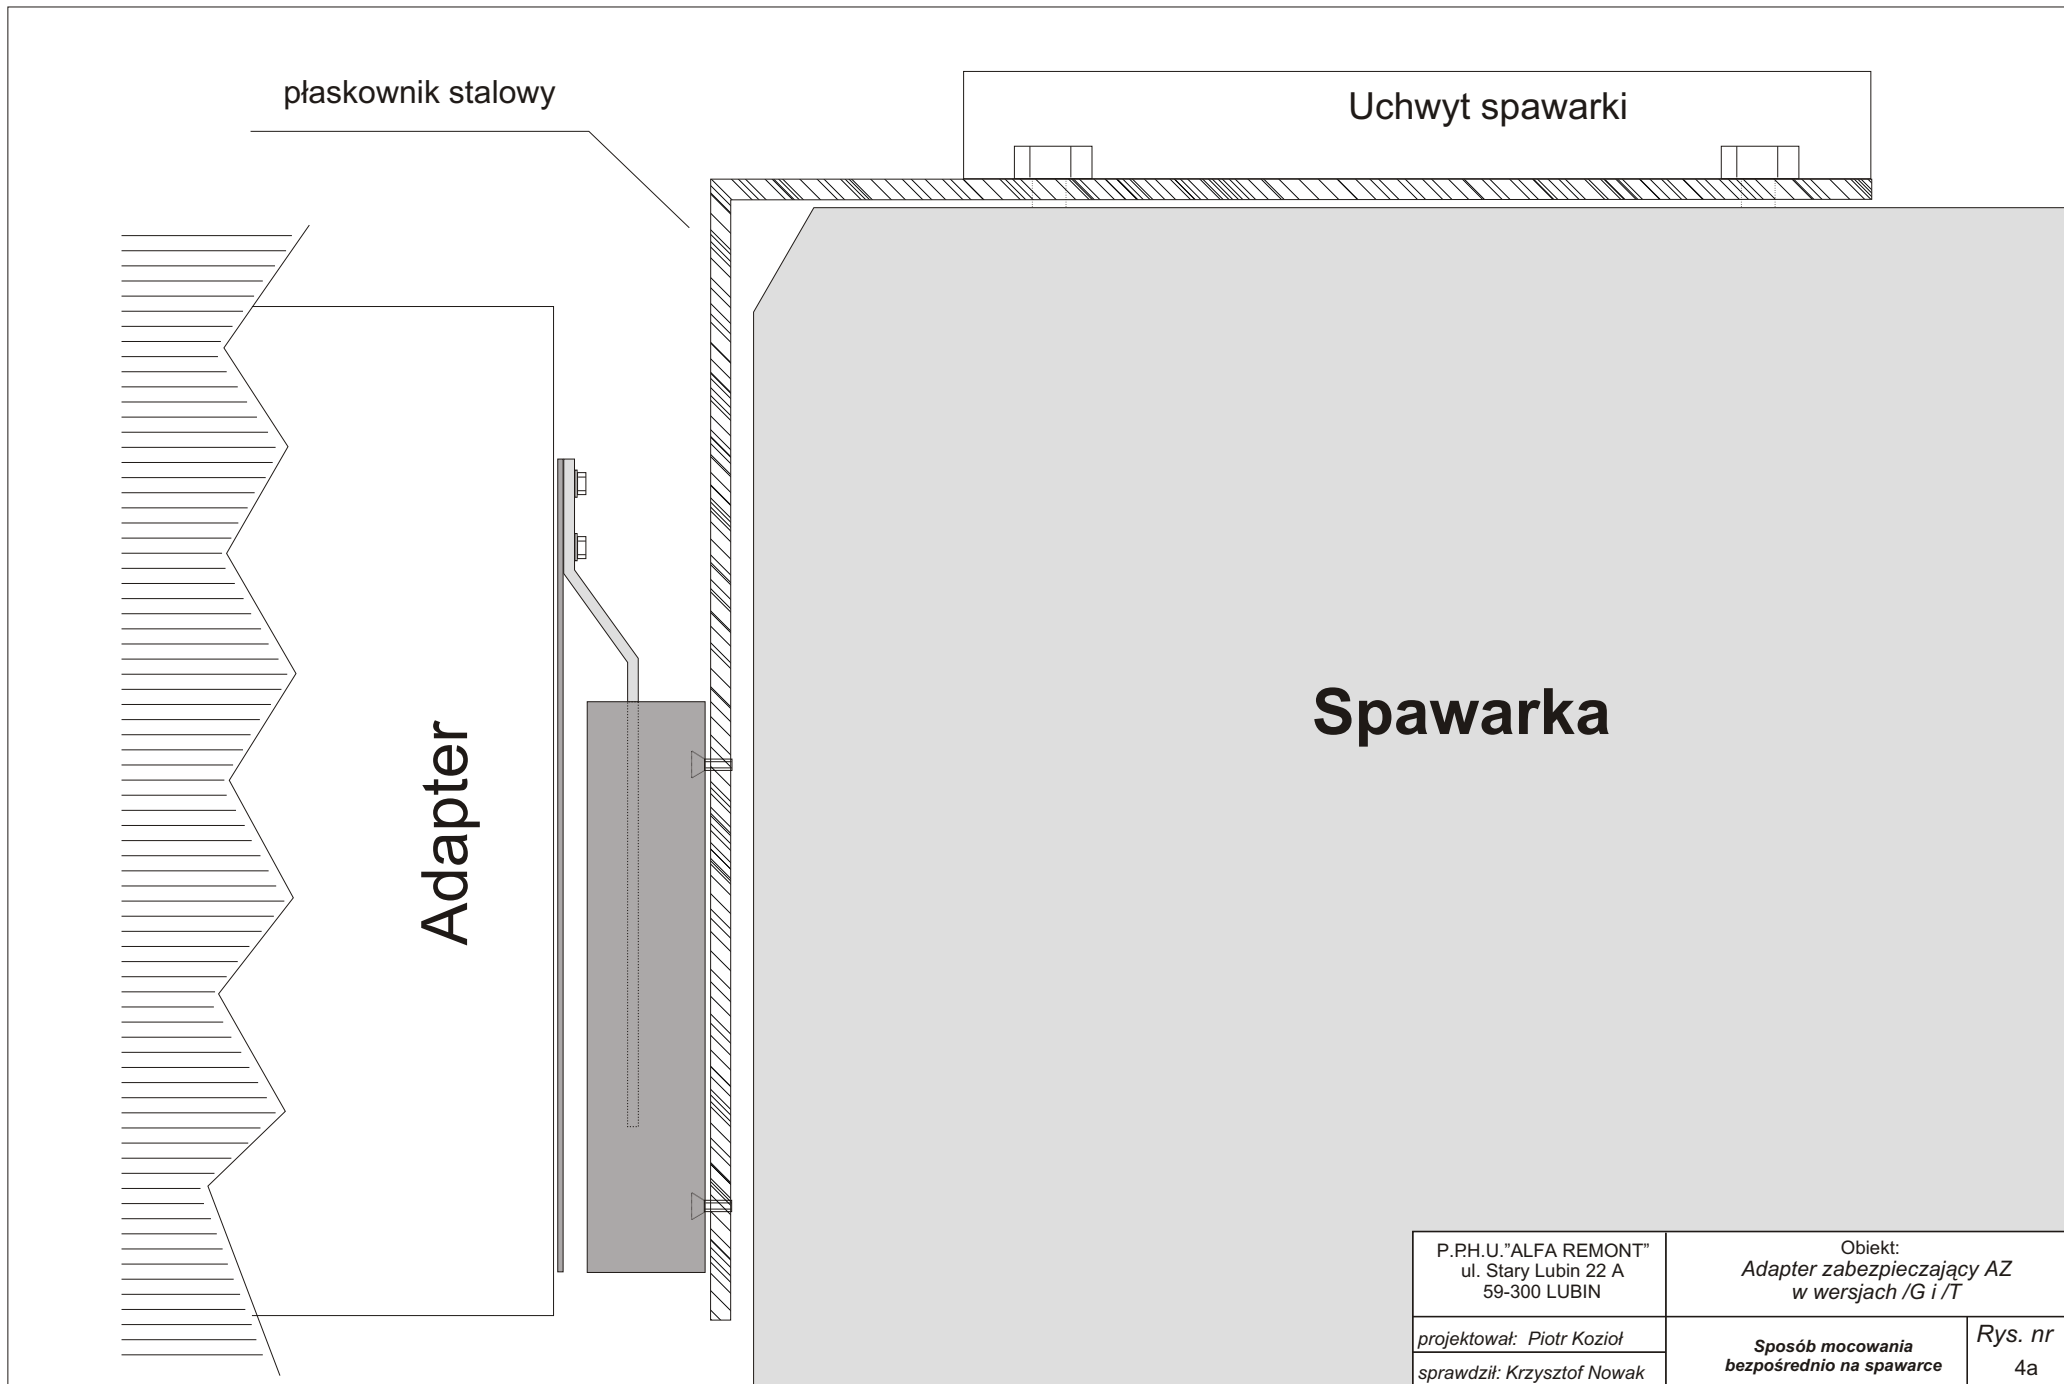 płaskownik stalowy
Uchwyt spawarki
Adapter
Spawarka
P.P.H.U."ALFA REMONT”
ul. Stary Lubin 22 A
59-300 LUBIN
Obiekt:
Adapter zabezpieczający AZ
w wersjach /G i /T
projektował: Piotr Kozioł
sprawdził: Krzysztof Nowak
Sposób mocowania
bezpośrednio na spawarce
Rys. nr
4a